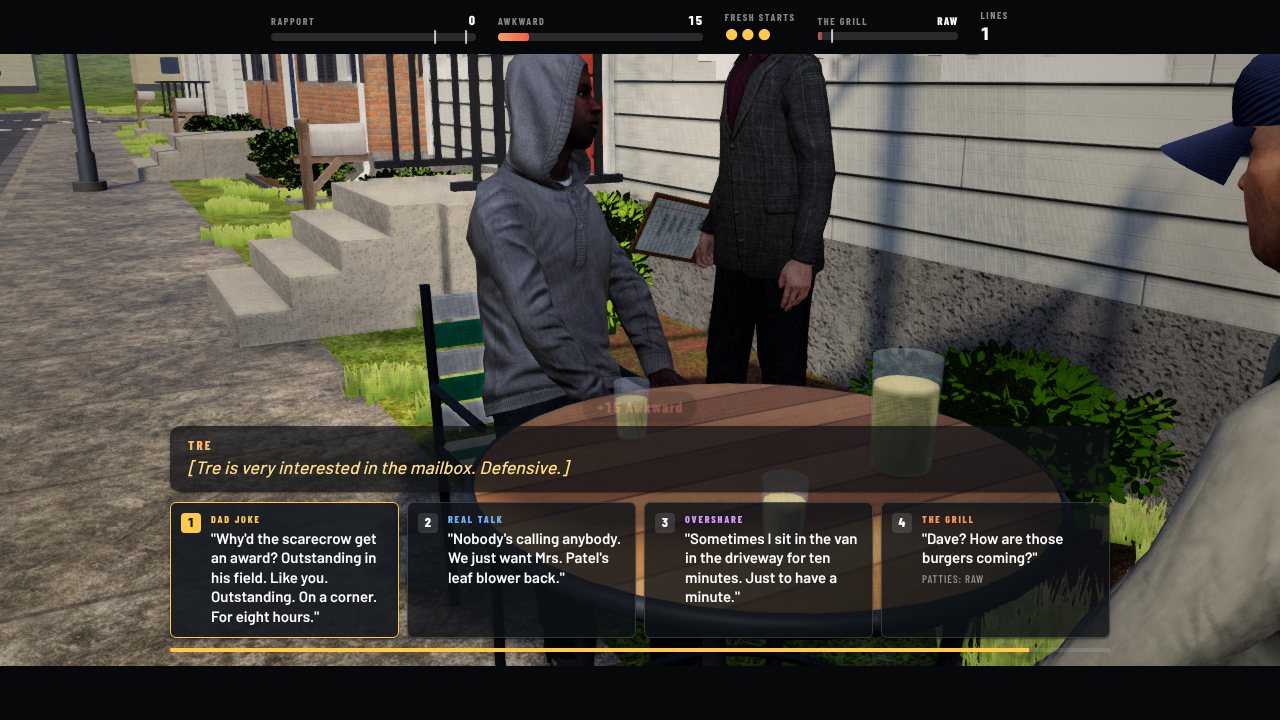 RAPPORT 0 AWKWARD 15 FRESH STARTS THE GRILL RAW LINES
1
+15 Awkward
TRE
[Tre is very interested in the mailbox. Defensive.]
1 DAD JOKE
"Why'd the scarecrow get
an award? Outstanding in
his field. Like you.
Outstanding. On a corner.
For eight hours."
2 REAL TALK
"Nobody's calling anybody.
We just want Mrs. Patel's
leaf blower back."
3 OVERSHARE
"Sometimes I sit in the van
in the driveway for ten
minutes. Just to have a
minute."
4 THE GRILL
"Dave? How are those
burgers coming?"
PATTIES: RAW